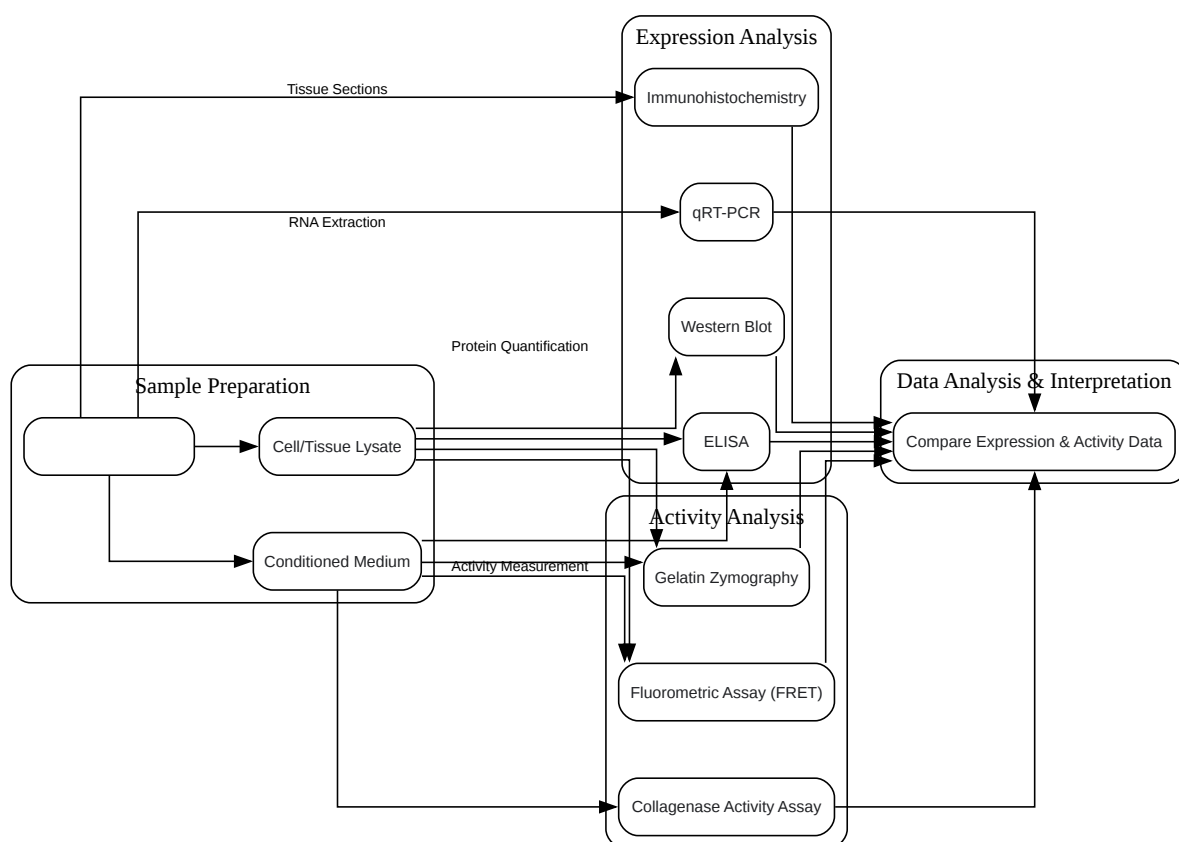 Expression Analysis
Tissue Sections
Immunohistochemistry
qRT-PCR
RNA Extraction
Western Blot
Protein Quantification
Sample Preparation
Data Analysis & Interpretation
Cell/Tissue Lysate
ELISA
Compare Expression & Activity Data
Activity Analysis
Conditioned Medium
Activity Measurement
Gelatin Zymography
Fluorometric Assay (FRET)
Collagenase Activity Assay